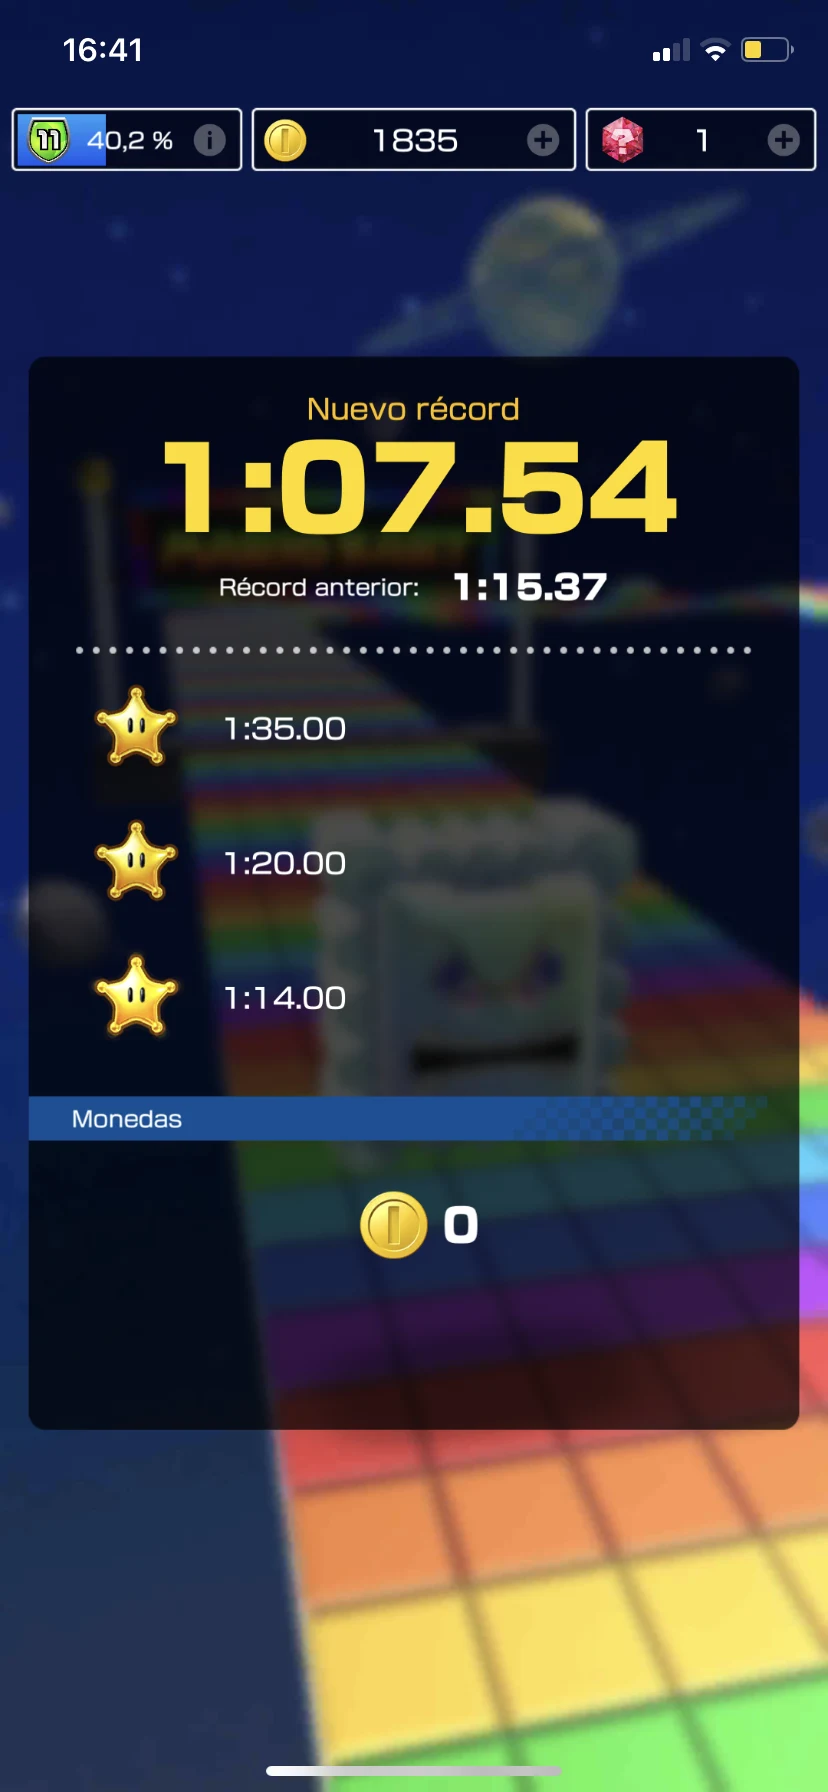 16:41
11 40,2 % i 1835 + ? 1 +
Nuevo récord
1:07.54
Récord anterior: 1:15.37
1:35.00
1:20.00
1:14.00
Monedas
0